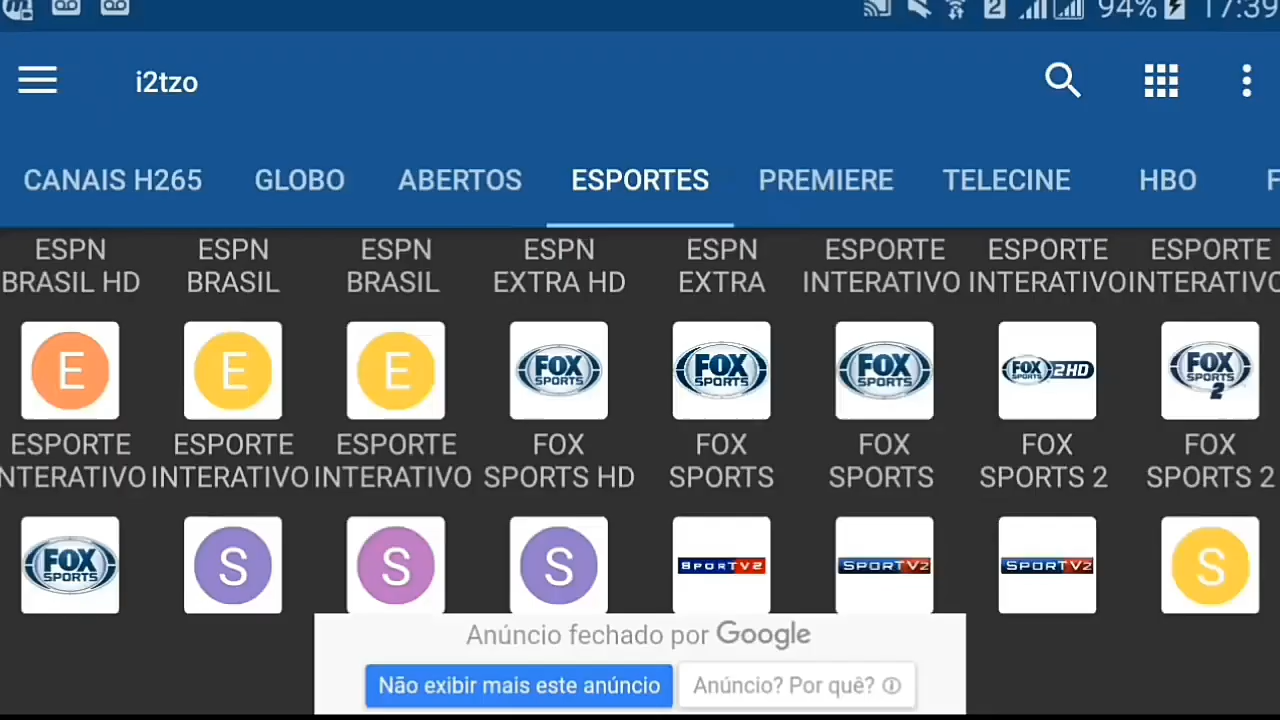 2 94% 17:39
i2tzo
CANAIS H265 GLOBO ABERTOS ESPORTES PREMIERE TELECINE HBO F
ESPN ESPN ESPN ESPN ESPN ESPORTE ESPORTE ESPORTE
BRASIL HD BRASIL BRASIL EXTRA HD EXTRA INTERATIVO INTERATIVO INTERATIVO
E E E FOX SPORTS FOX SPORTS FOX SPORTS FOX SPORTS 2HD FOX SPORTS 2
ESPORTE ESPORTE ESPORTE FOX FOX FOX FOX FOX
NTERATIVO INTERATIVO INTERATIVO SPORTS HD SPORTS SPORTS SPORTS 2 SPORTS 2
FOX SPORTS S S S SPORTV2 SPORTV2 SPORTV2 S
Anúncio fechado por Google
Não exibir mais este anúncio Anúncio? Por quê?